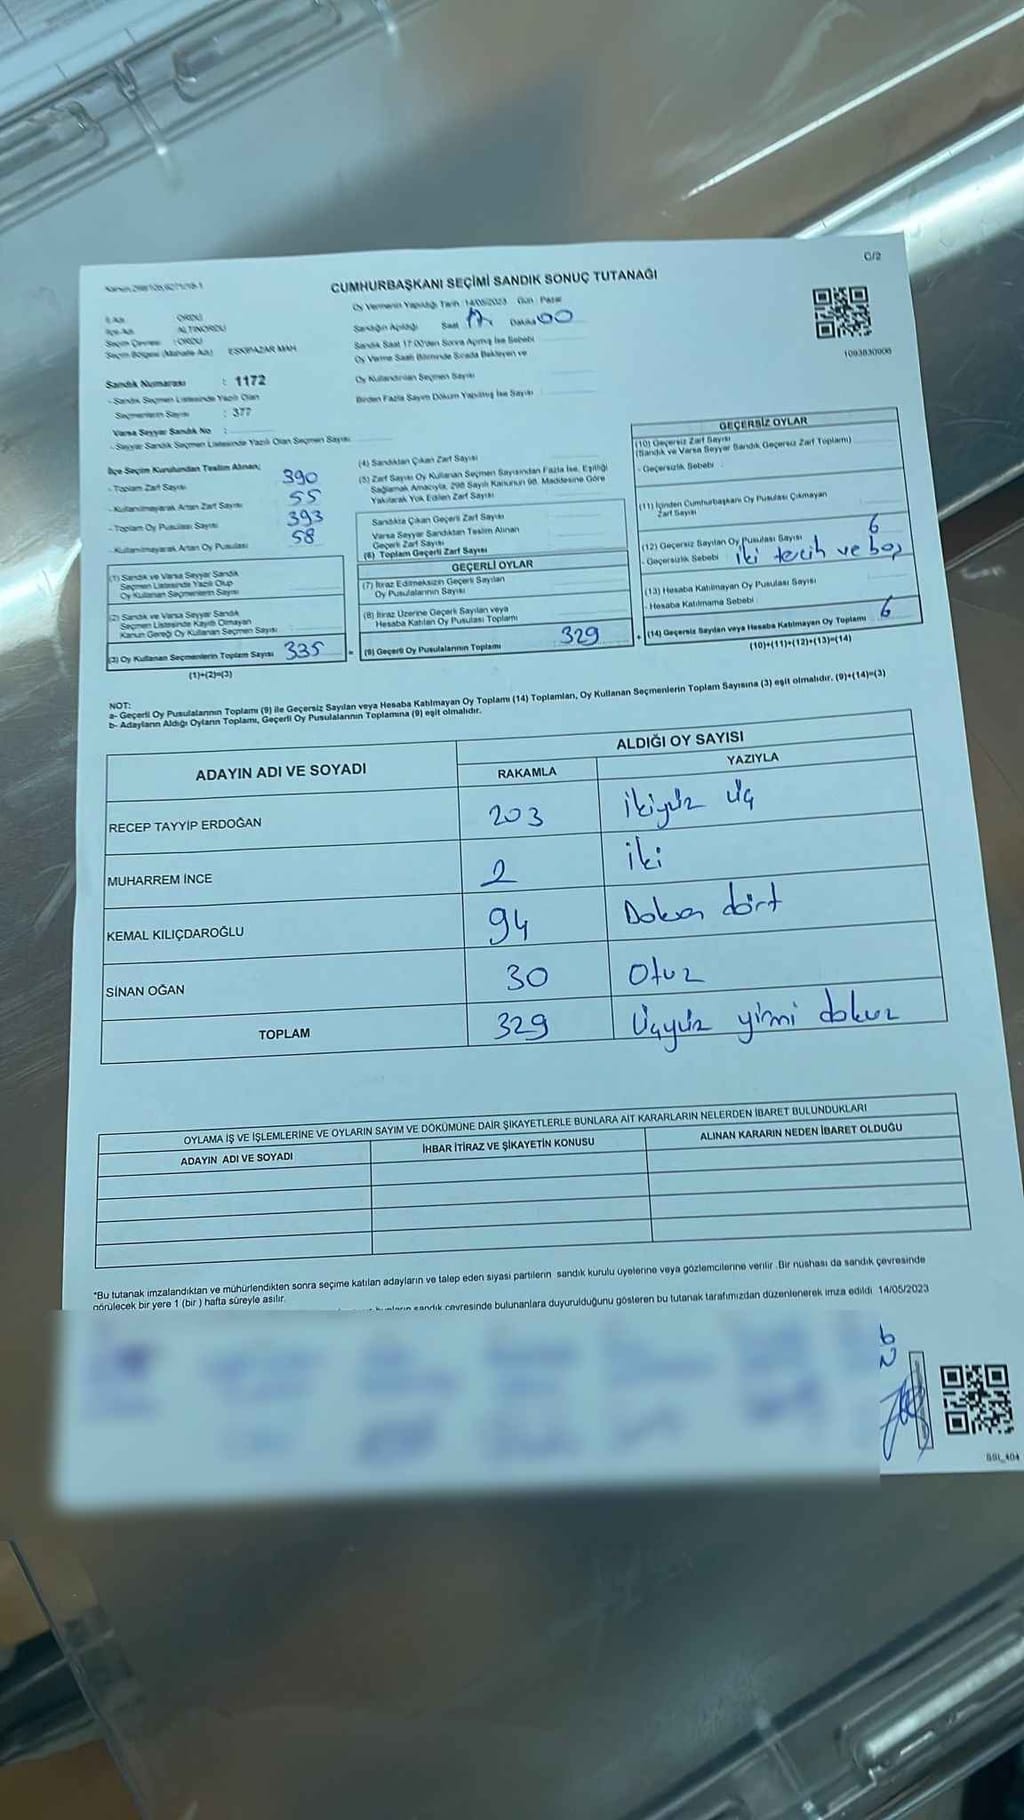 C/2
CUMHURBAŞKANI SEÇİMİ SANDIK SONUÇ TUTANAĞI
Oy Vermenin Yapıldığı Tarih :14/05/2023 Gün : Pazar
İl Adı : ORDU
İlçe Adı : ALTINORDU
Seçim Çevresi : ORDU
Seçim Bölgesi (Mahalle Adı) : ESKİPAZAR MAH.
Sandığın Açıldığı Saat 17 Dakika 00
Sandık Saat 17:00'den Sonra Açılmış İse Sebebi
Oy Verme Saati Bitiminde Sırada Bekleyen ve
Oy Kullandırılan Seçmen Sayısı
Birden Fazla Sayım Döküm Yapılmış İse Sayısı
1093830906
Sandık Numarası : 1172
- Sandık Seçmen Listesinde Yazılı Olan
Seçmenlerin Sayısı : 377
Varsa Seyyar Sandık No :
- Seyyar Sandık Seçmen Listesinde Yazılı Olan Seçmen Sayısı
İlçe Seçim Kurulundan Teslim Alınan;
- Toplam Zarf Sayısı 390
- Kullanılmayarak Artan Zarf Sayısı 55
- Toplam Oy Pusulası Sayısı 393
- Kullanılmayarak Artan Oy Pusulası 58
(1) Sandık ve Varsa Seyyar Sandık
Seçmen Listesinde Yazılı Olup
Oy Kullanan Seçmenlerin Sayısı
(2) Sandık ve Varsa Seyyar Sandık
Seçmen Listesinde Kayıtlı Olmayan
Kanun Gereği Oy Kullanan Seçmen Sayısı
(3) Oy Kullanan Seçmenlerin Toplam Sayısı 335
(1)+(2)=(3)
(4) Sandıktan Çıkan Zarf Sayısı
(5) Zarf Sayısı Oy Kullanan Seçmen Sayısından Fazla İse, Eşitliği
Sağlamak Amacıyla, 298 Sayılı Kanunun 98. Maddesine Göre
Yakılarak Yok Edilen Zarf Sayısı
Sandıkta Çıkan Geçerli Zarf Sayısı
Varsa Seyyar Sandıktan Teslim Alınan
Geçerli Zarf Sayısı
(6) Toplam Geçerli Zarf Sayısı
GEÇERLİ OYLAR
(7) İtiraz Edilmeksizin Geçerli Sayılan
Oy Pusulalarının Sayısı
(8) İtiraz Üzerine Geçerli Sayılan veya
Hesaba Katılan Oy Pusulası Toplamı
= (9) Geçerli Oy Pusulalarının Toplamı 329
GEÇERSİZ OYLAR
(10) Geçersiz Zarf Sayısı
(Sandık ve Varsa Seyyar Sandık Geçersiz Zarf Toplamı)
- Geçersizlik Sebebi
(11) İçinden Cumhurbaşkanı Oy Pusulası Çıkmayan
Zarf Sayısı
(12) Geçersiz Sayılan Oy Pusulası Sayısı 6
- Geçersizlik Sebebi iki tercih ve boş
(13) Hesaba Katılmayan Oy Pusulası Sayısı
- Hesaba Katılmama Sebebi
+ (14) Geçersiz Sayılan veya Hesaba Katılmayan Oy Toplamı 6
(10)+(11)+(12)+(13)=(14)
NOT:
a- Geçerli Oy Pusulalarının Toplamı (9) ile Geçersiz Sayılan veya Hesaba Katılmayan Oy Toplamı (14) Toplamları, Oy Kullanan Seçmenlerin Toplam Sayısına (3) eşit olmalıdır. (9)+(14)=(3)
b- Adayların Aldığı Oyların Toplamı, Geçerli Oy Pusulalarının Toplamına (9) eşit olmalıdır.
ADAYIN ADI VE SOYADI ALDIĞI OY SAYISI
RAKAMLA YAZIYLA
RECEP TAYYİP ERDOĞAN 203 ikiyüz üç
MUHARREM İNCE 2 iki
KEMAL KILIÇDAROĞLU 94 Doksan dört
SİNAN OĞAN 30 Otuz
TOPLAM 329 Üçyüz yirmi dokuz
OYLAMA İŞ VE İŞLEMLERİNE VE OYLARIN SAYIM VE DÖKÜMÜNE DAİR ŞİKAYETLERLE BUNLARA AİT KARARLARIN NELERDEN İBARET BULUNDUKLARI
ADAYIN ADI VE SOYADI İHBAR İTİRAZ VE ŞİKAYETİN KONUSU ALINAN KARARIN NEDEN İBARET OLDUĞU
*Bu tutanak imzalandıktan ve mühürlendikten sonra seçime katılan adayların ve talep eden siyasi partilerin sandık kurulu üyelerine veya gözlemcilerine verilir .Bir nüshası da sandık çevresinde
görülecek bir yere 1 (bir ) hafta süreyle asılır.
sandık çevresinde bulunanlara duyurulduğunu gösteren bu tutanak tarafımızdan düzenlenerek imza edildi. 14/05/2023